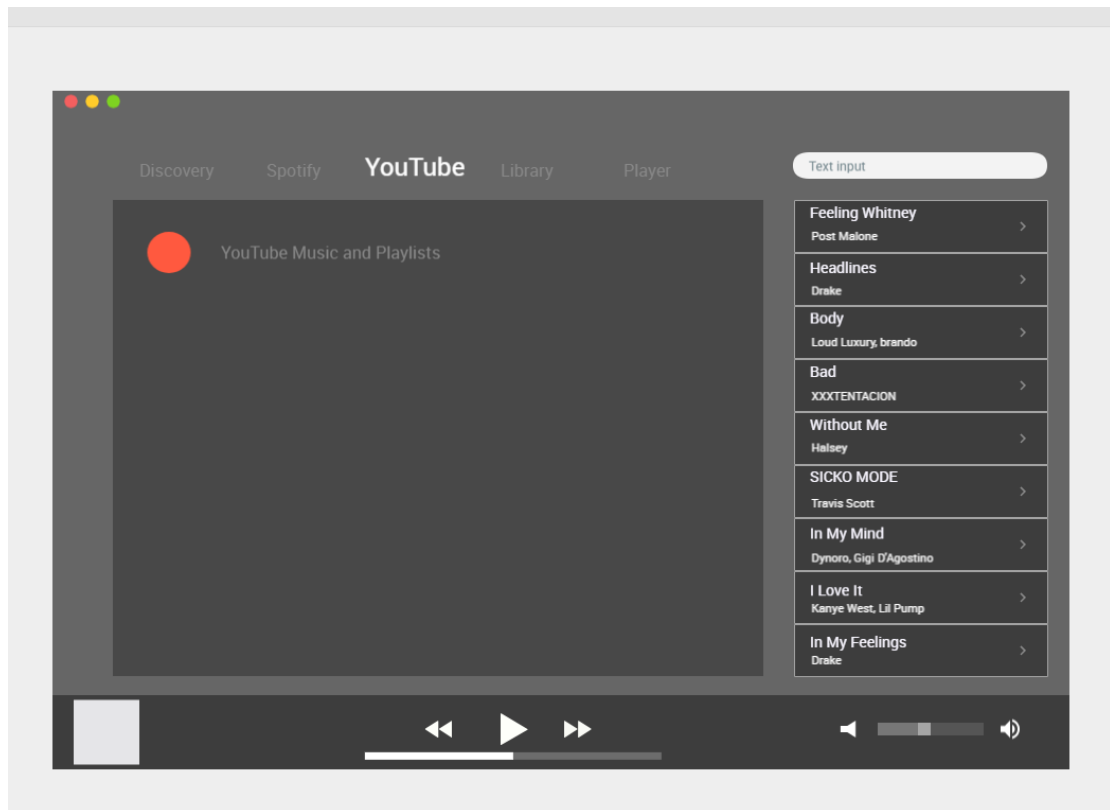 Discovery
Spotify
YouTube
Library
Player
Text input
YouTube Music and Playlists
Feeling Whitney
Post Malone
Headlines
Drake
Body
Loud Luxury, brando
Bad
XXXTENTACION
Without Me
Halsey
SICKO MODE
Travis Scott
In My Mind
Dynoro, Gigi D'Agostino
I Love It
Kanye West, Lil Pump
In My Feelings
Drake